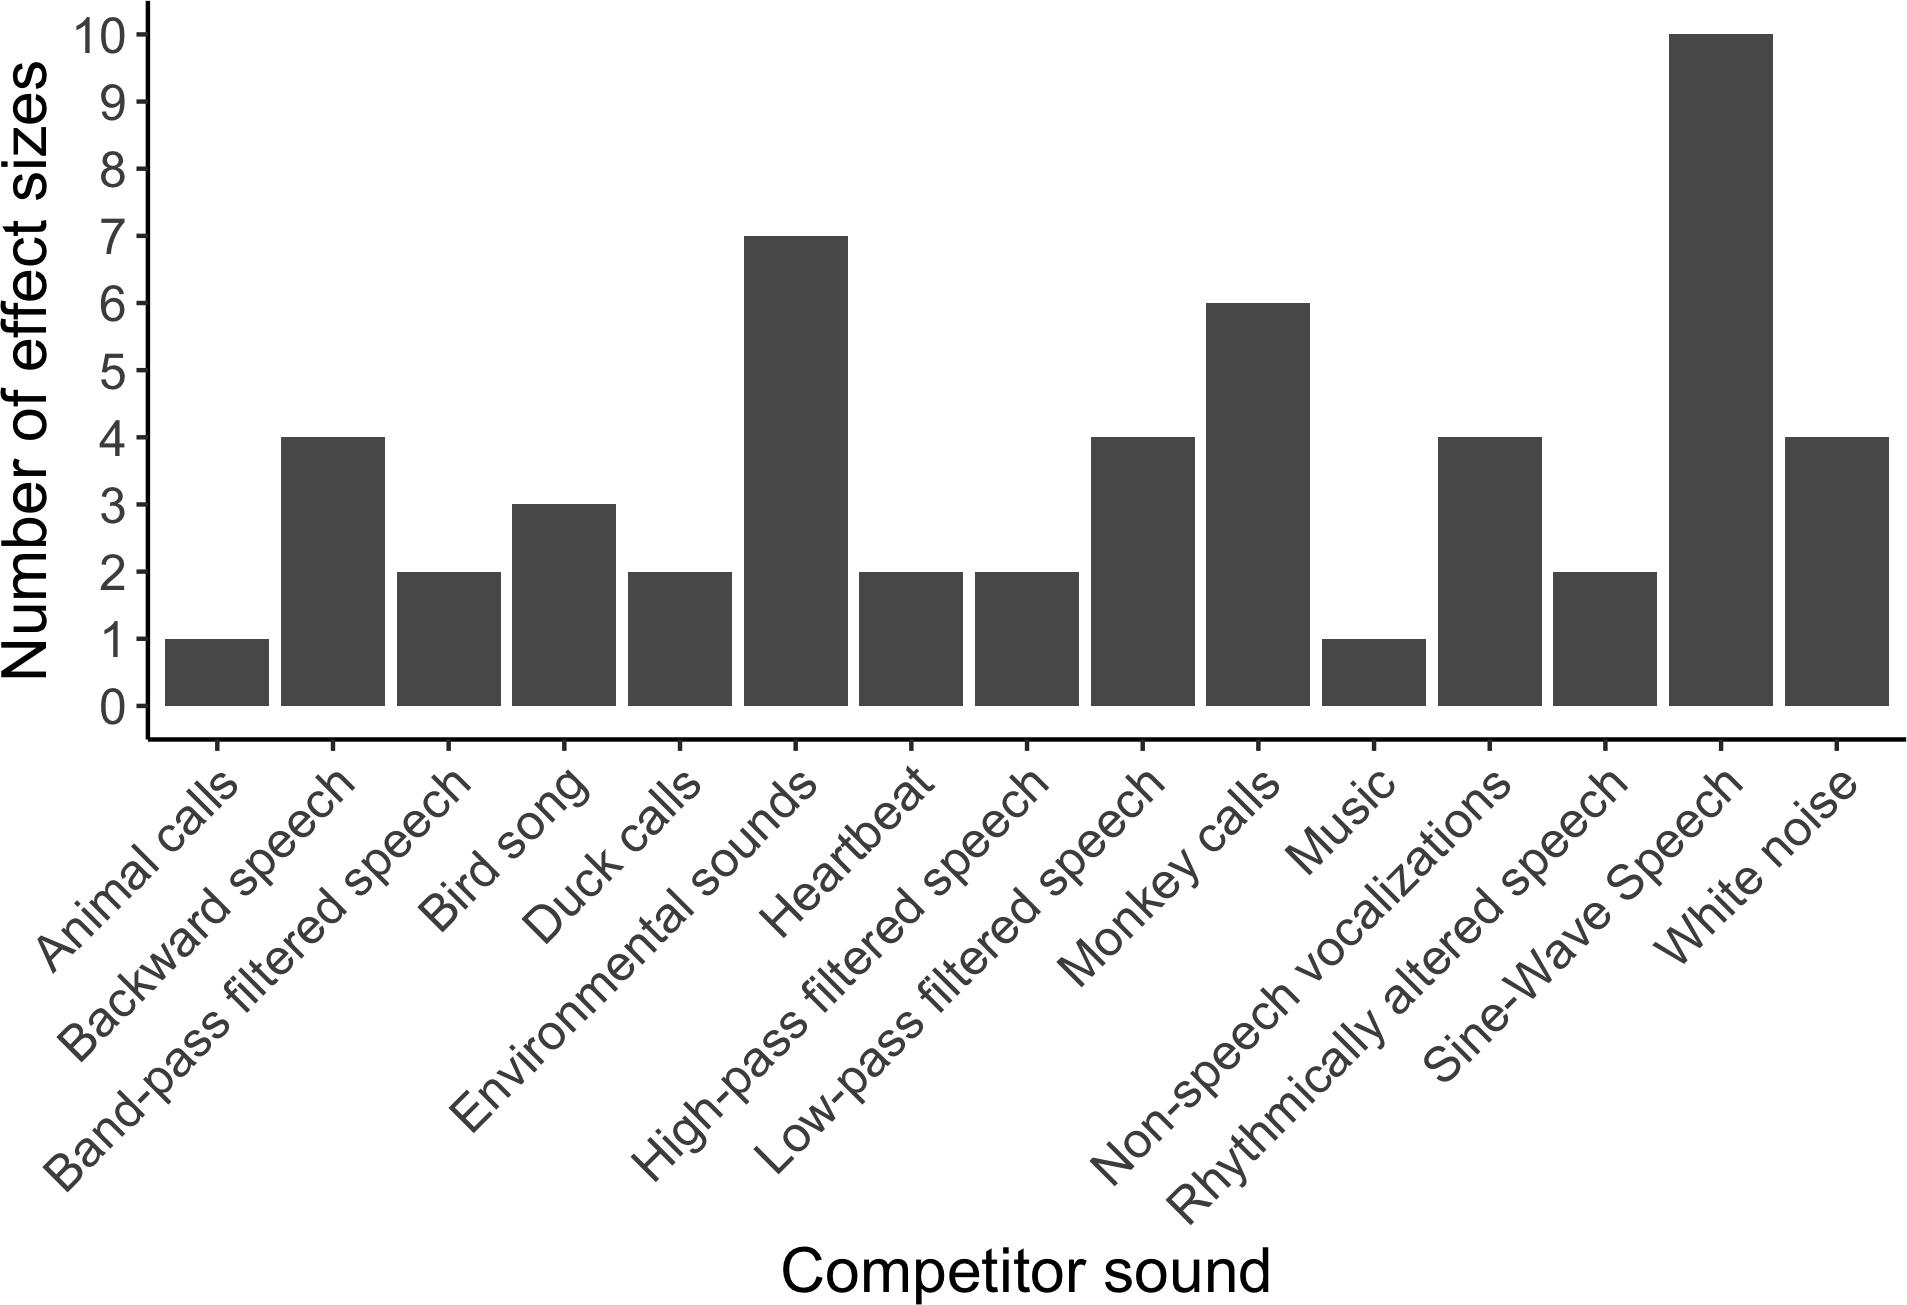 Number of effect sizes
10
9
8
7
6
5
4
3
2
1
0
Animal calls
Backward speech
Band-pass filtered speech
Bird song
Duck calls
Environmental sounds
Heartbeat
High-pass filtered speech
Low-pass filtered speech
Monkey calls
Music
Non-speech vocalizations
Rhythmically altered speech
Sine-Wave Speech
White noise
Competitor sound